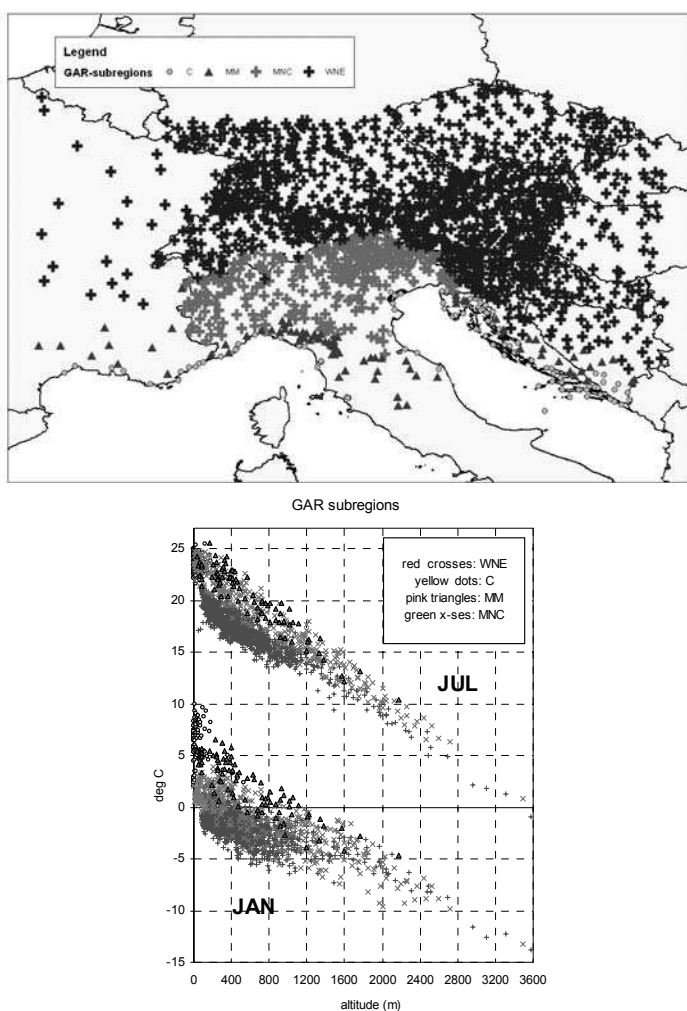 Legend
GAR-subregions C MM MNC WNE
GAR subregions
25
20
15
10
5
0
-5
-10
-15
deg C
red crosses: WNE
yellow dots: C
pink triangles: MM
green x-ses: MNC
JUL
JAN
0 400 800 1200 1600 2000 2400 2800 3200 3600
altitude (m)